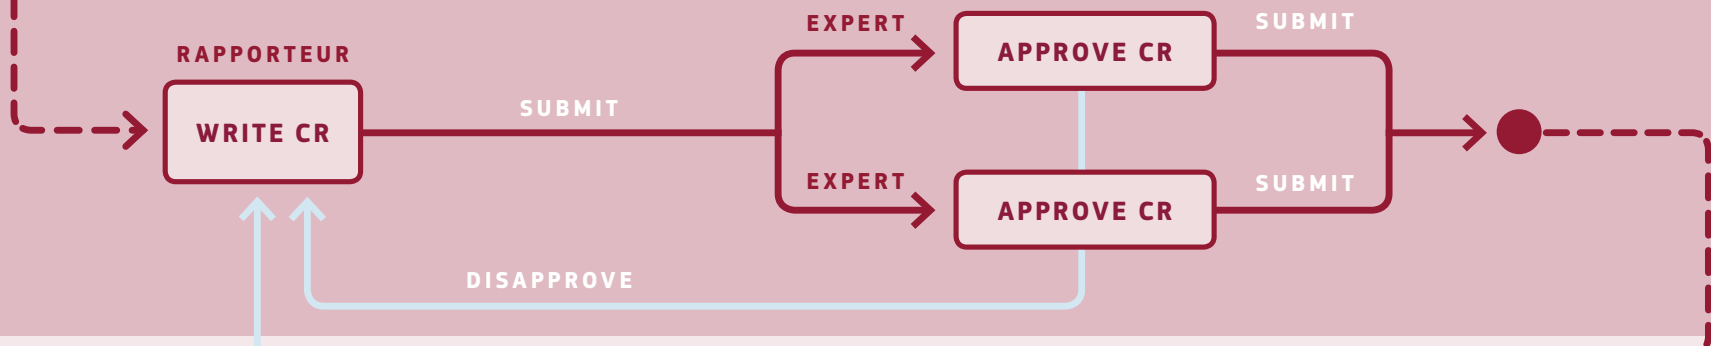 RAPPORTEUR
WRITE CR
SUBMIT
EXPERT
APPROVE CR
SUBMIT
EXPERT
APPROVE CR
SUBMIT
DISAPPROVE